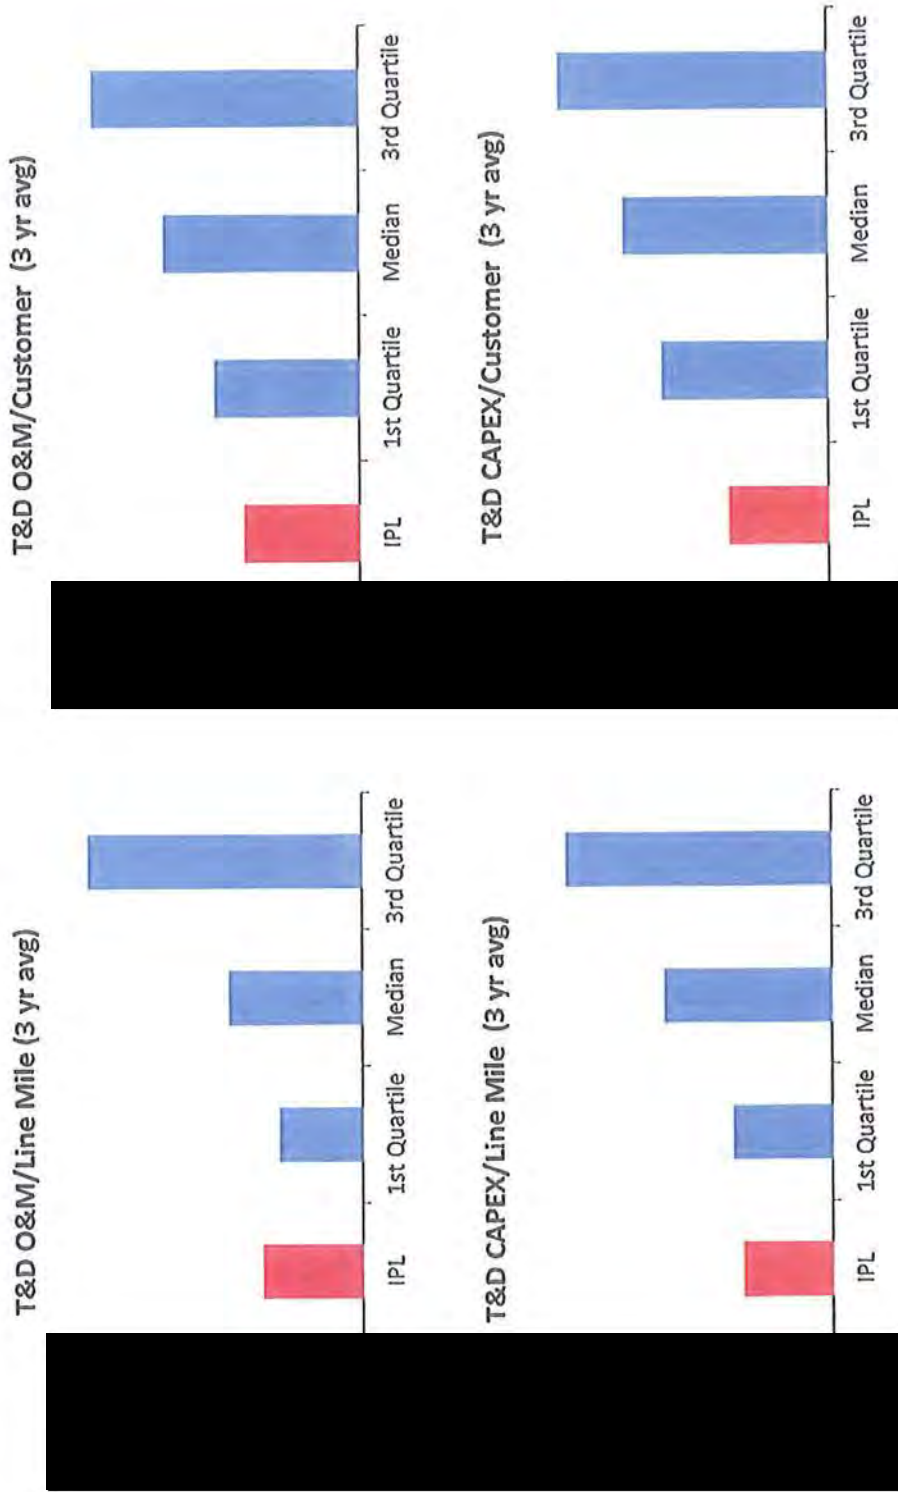 T&D O&M/Line Mile (3 yr avg)
IPL 1st Quartile Median 3rd Quartile
T&D O&M/Customer (3 yr avg)
IPL 1st Quartile Median 3rd Quartile
T&D CAPEX/Line Mile (3 yr avg)
IPL 1st Quartile Median 3rd Quartile
T&D CAPEX/Customer (3 yr avg)
IPL 1st Quartile Median 3rd Quartile